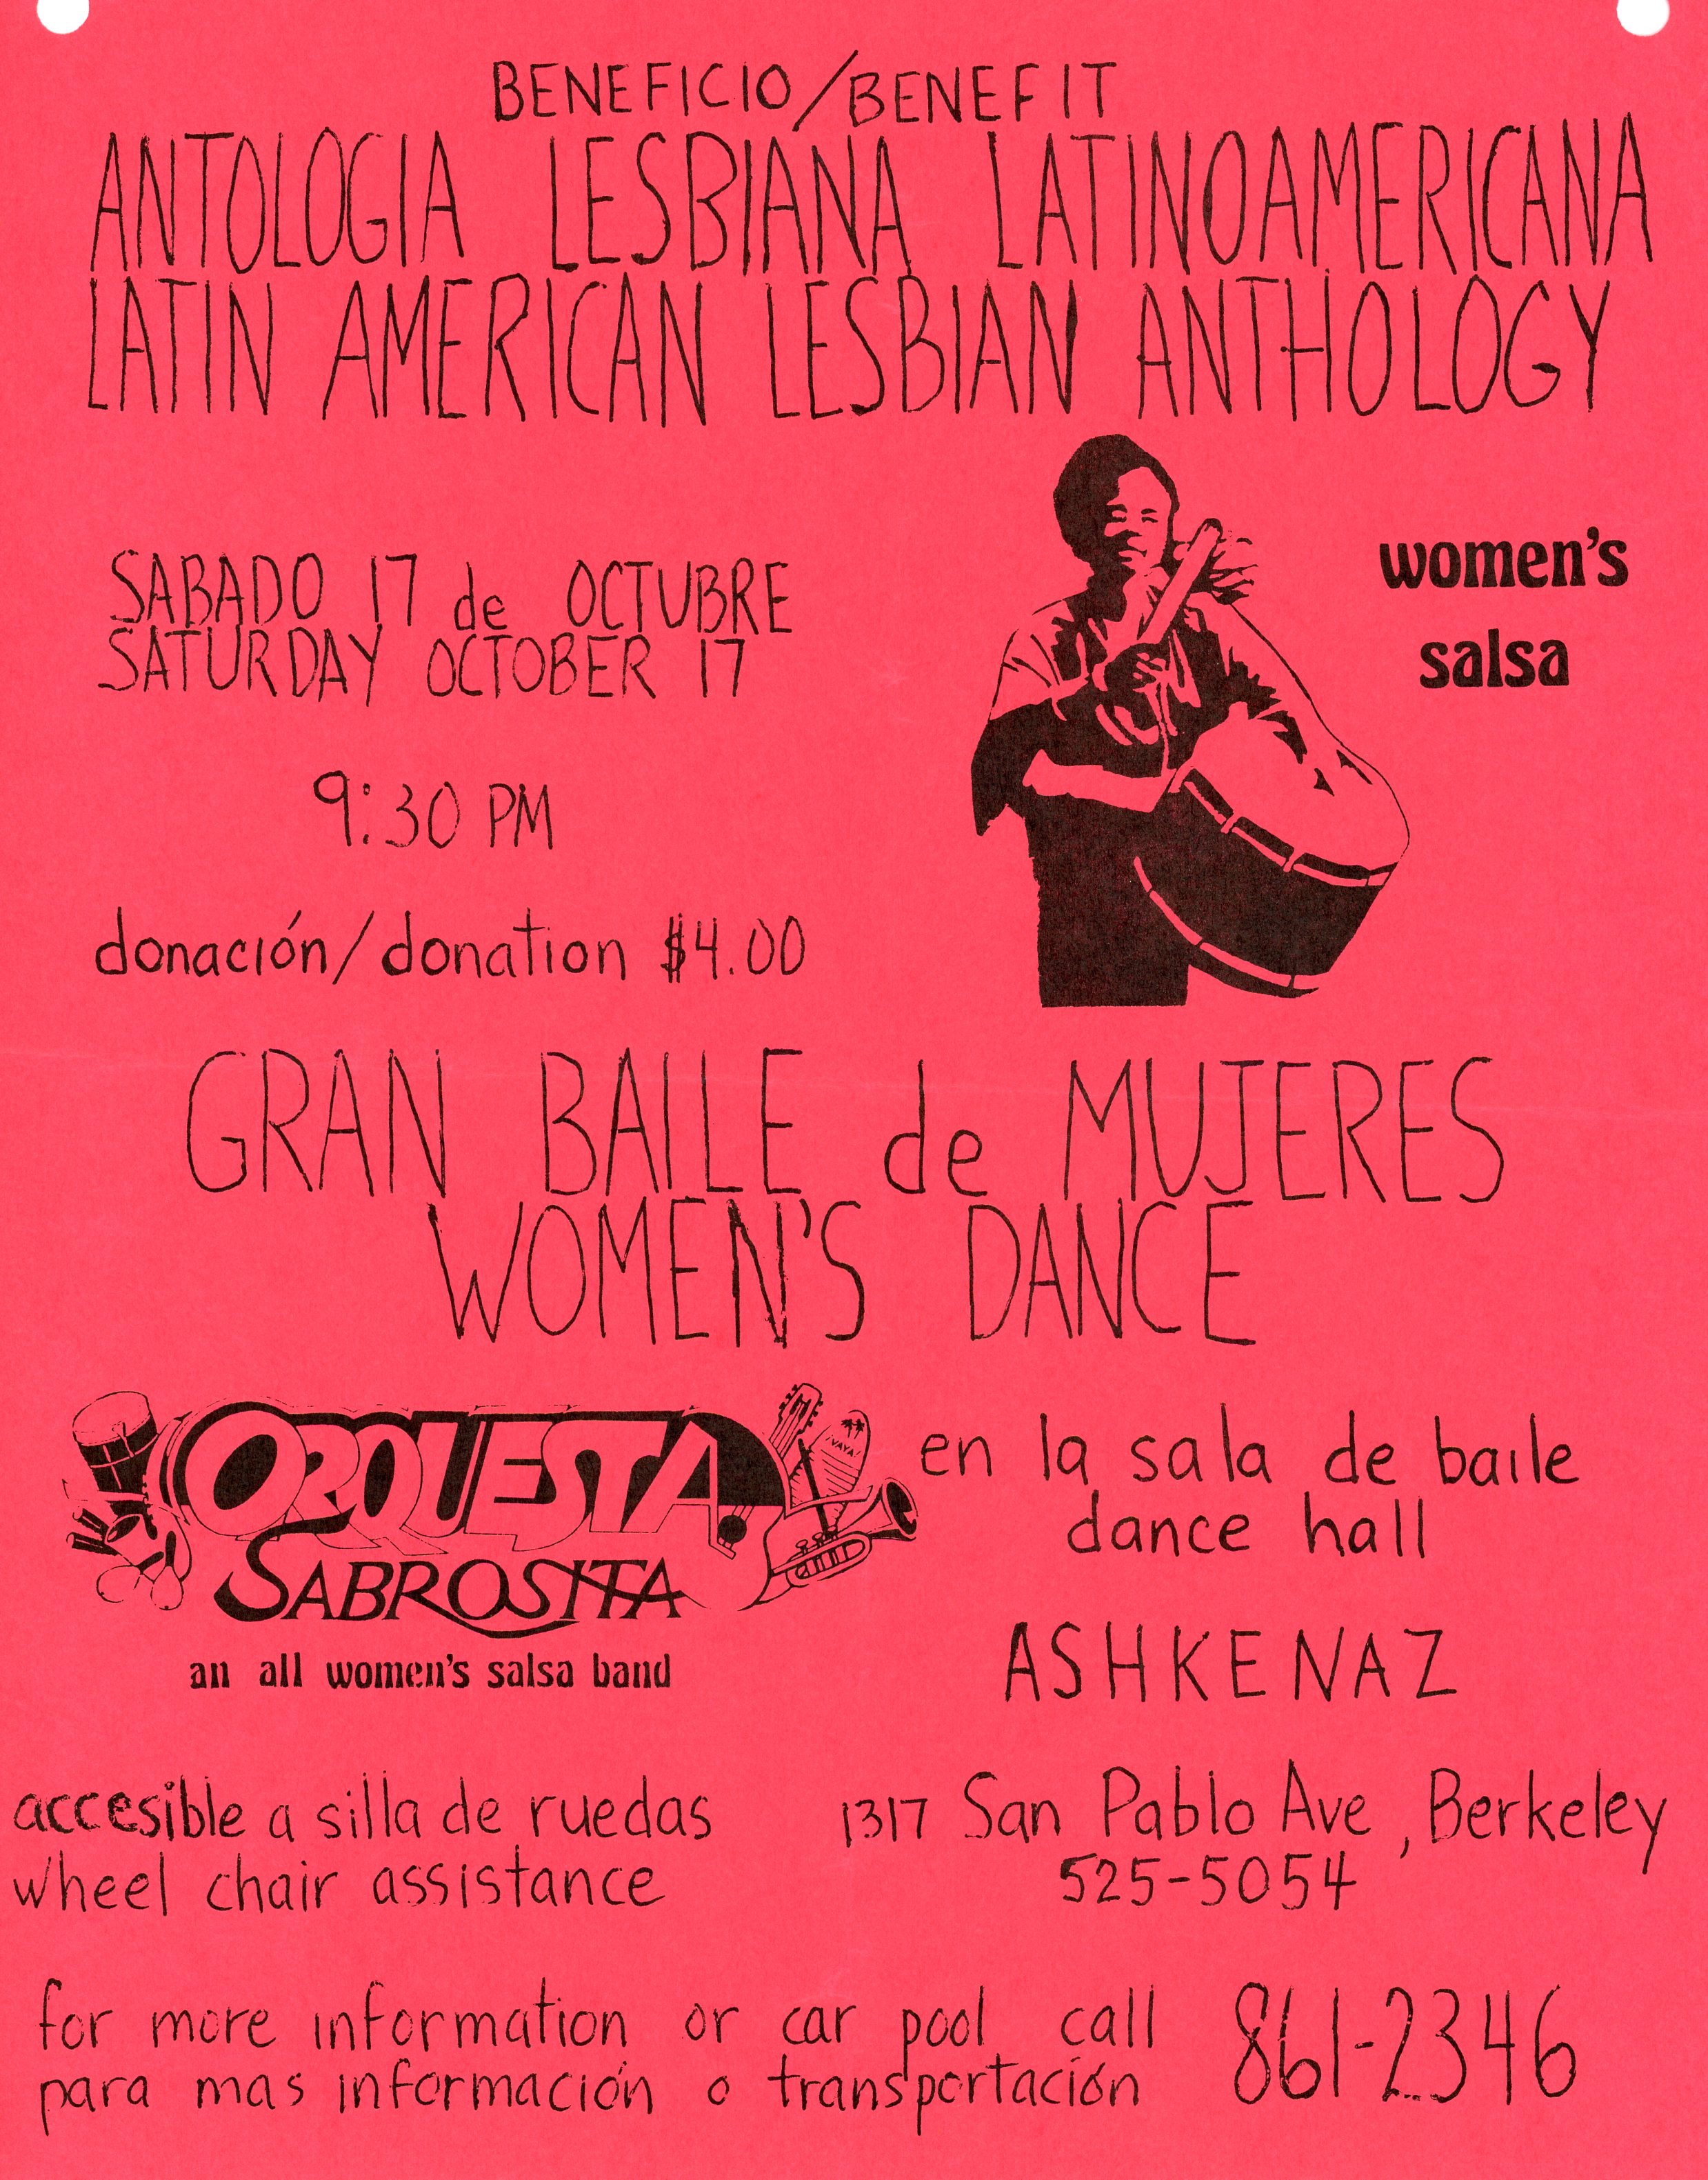 BENEFICIO/BENEFIT
ANTOLOGIA LESBIANA LATINOAMERICANA
LATIN AMERICAN LESBIAN ANTHOLOGY
women's
salsa
SABADO 17 de OCTUBRE
SATURDAY OCTOBER 17
9:30 PM
donación/donation $4.00
GRAN BAILE de MUJERES
WOMEN'S DANCE
ORQUESTA
SABROSITA
¡VAYA!
an all women's salsa band
en la sala de baile
dance hall
ASHKENAZ
accesible a silla de ruedas
wheel chair assistance
1317 San Pablo Ave, Berkeley
525-5054
for more information or car pool call 861-2346
para mas información o transportación